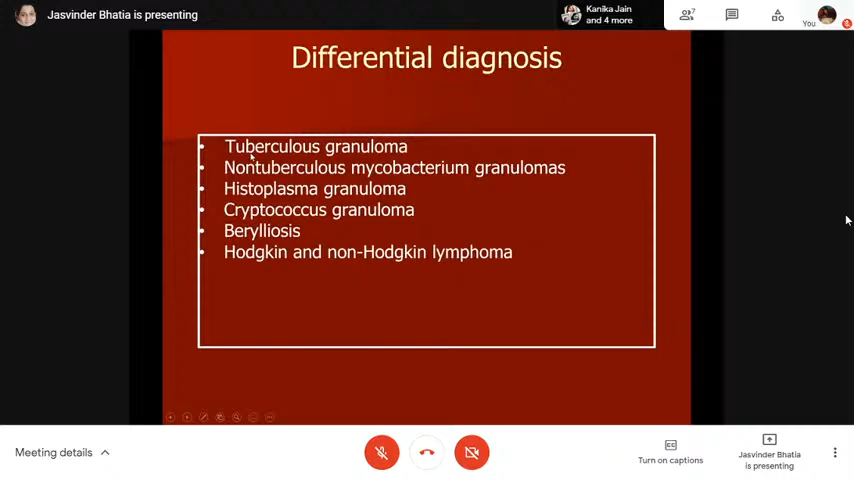 Jasvinder Bhatia is presenting
Kanika Jain
and 4 more
7
You
Differential diagnosis
• Tuberculous granuloma
• Nontuberculous mycobacterium granulomas
• Histoplasma granuloma
• Cryptococcus granuloma
• Berylliosis
• Hodgkin and non-Hodgkin lymphoma
Meeting details
Turn on captions
Jasvinder Bhatia
is presenting